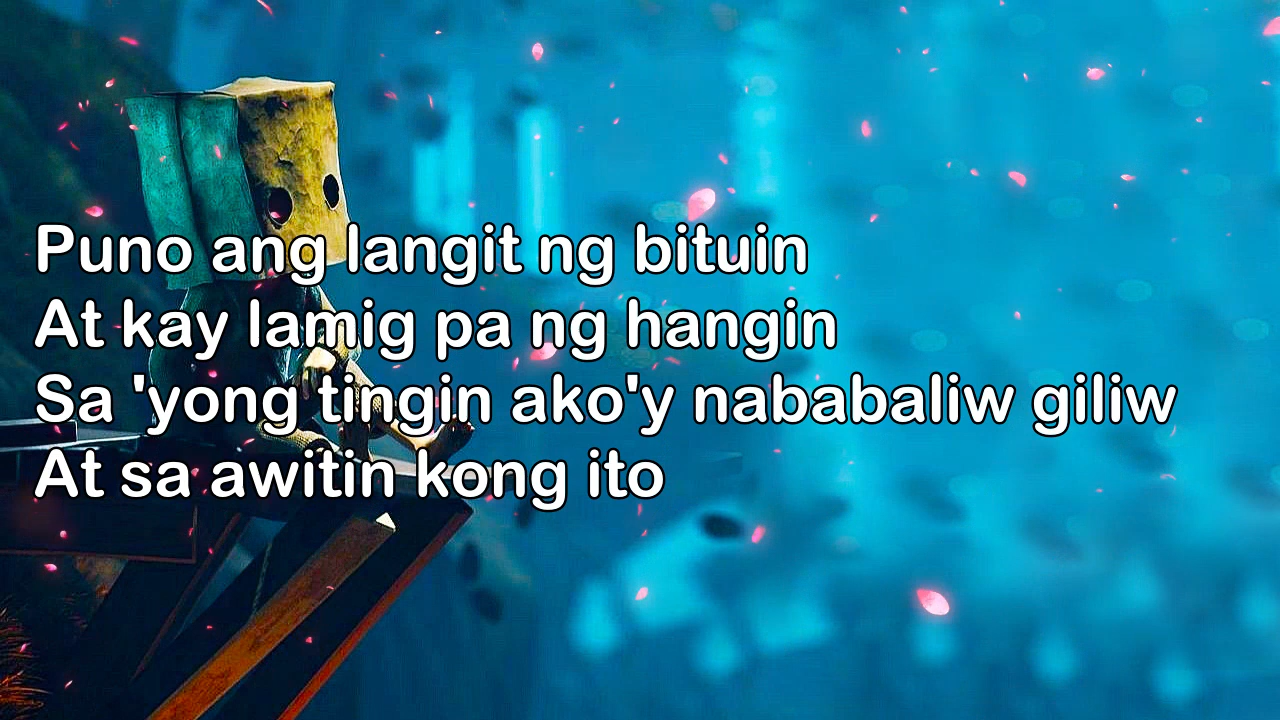 Puno ang langit ng bituin
At kay lamig pa ng hangin
Sa 'yong tingin ako'y nababaliw giliw
At sa awitin kong ito